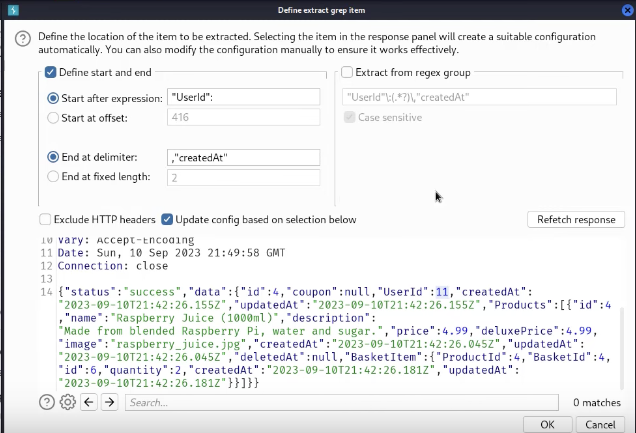 Define extract grep item
Define the location of the item to be extracted. Selecting the item in the response panel will create a suitable configuration
automatically. You can also modify the configuration manually to ensure it works effectively.
Define start and end
Start after expression: "UserId":
Start at offset: 416
End at delimiter: ,"createdAt"
End at fixed length: 2
Extract from regex group
"UserId"\:(.*?)\,"createdAt"
Case sensitive
Exclude HTTP headers Update config based on selection below Refetch response
10 Vary: Accept-Encoding
11 Date: Sun, 10 Sep 2023 21:49:58 GMT
12 Connection: close
13
14 {"status":"success","data":{"id":4,"coupon":null,"UserId":11,"createdAt":
"2023-09-10T21:42:26.155Z","updatedAt":"2023-09-10T21:42:26.155Z","Products":[{"id":4
,"name":"Raspberry Juice (1000ml)","description":
"Made from blended Raspberry Pi, water and sugar.","price":4.99,"deluxePrice":4.99,
"image":"raspberry_juice.jpg","createdAt":"2023-09-10T21:42:26.045Z","updatedAt":
"2023-09-10T21:42:26.045Z","deletedAt":null,"BasketItem":{"ProductId":4,"BasketId":4,
"id":6,"quantity":2,"createdAt":"2023-09-10T21:42:26.181Z","updatedAt":
"2023-09-10T21:42:26.181Z"}}]}}
Search... 0 matches
OK Cancel